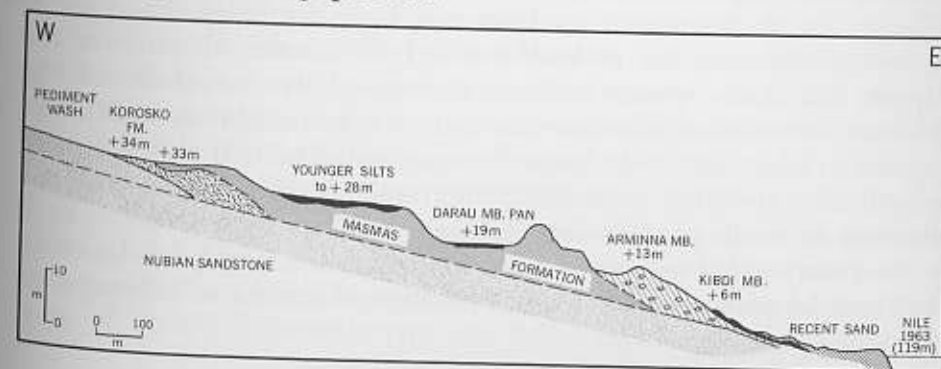 W
E
PEDIMENT
WASH
KOROSKO
FM.
+34m
+33m
YOUNGER SILTS
to +28m
DARAU MB. PAN
+19m
MASMAS
FORMATION
ARMINNA MB.
+13m
KIBDI MB.
+6m
NUBIAN SANDSTONE
RECENT SAND
NILE
1963
(119m)
10
m
0
0 100
m